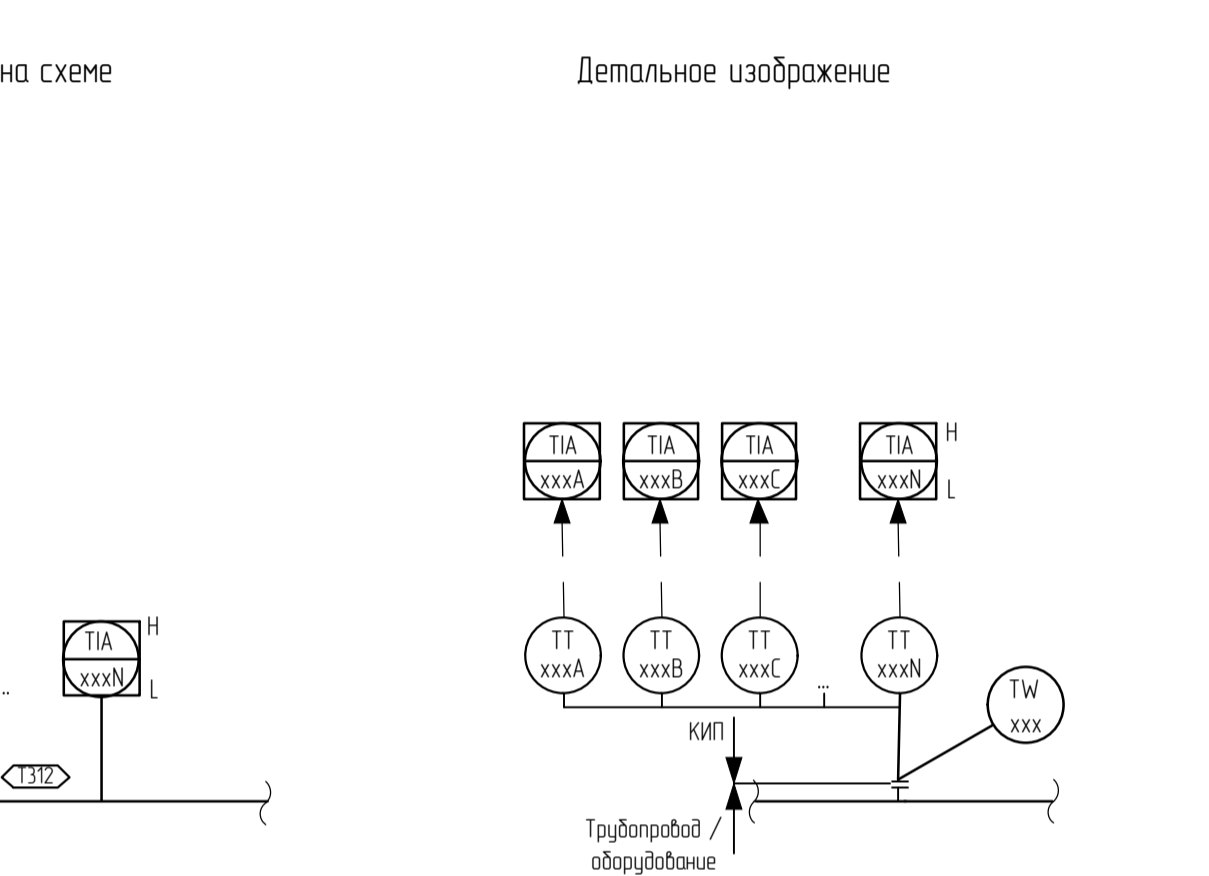 на схеме
Детальное изображение
TIA
xxxA
TIA
xxxB
TIA
xxxC
TIA
xxxN
H
L
TT
xxxA
TT
xxxB
TT
xxxC
...
TT
xxxN
TW
xxx
КИП
Трубопровод /
оборудование
TIA
xxxN
H
L
..
T312